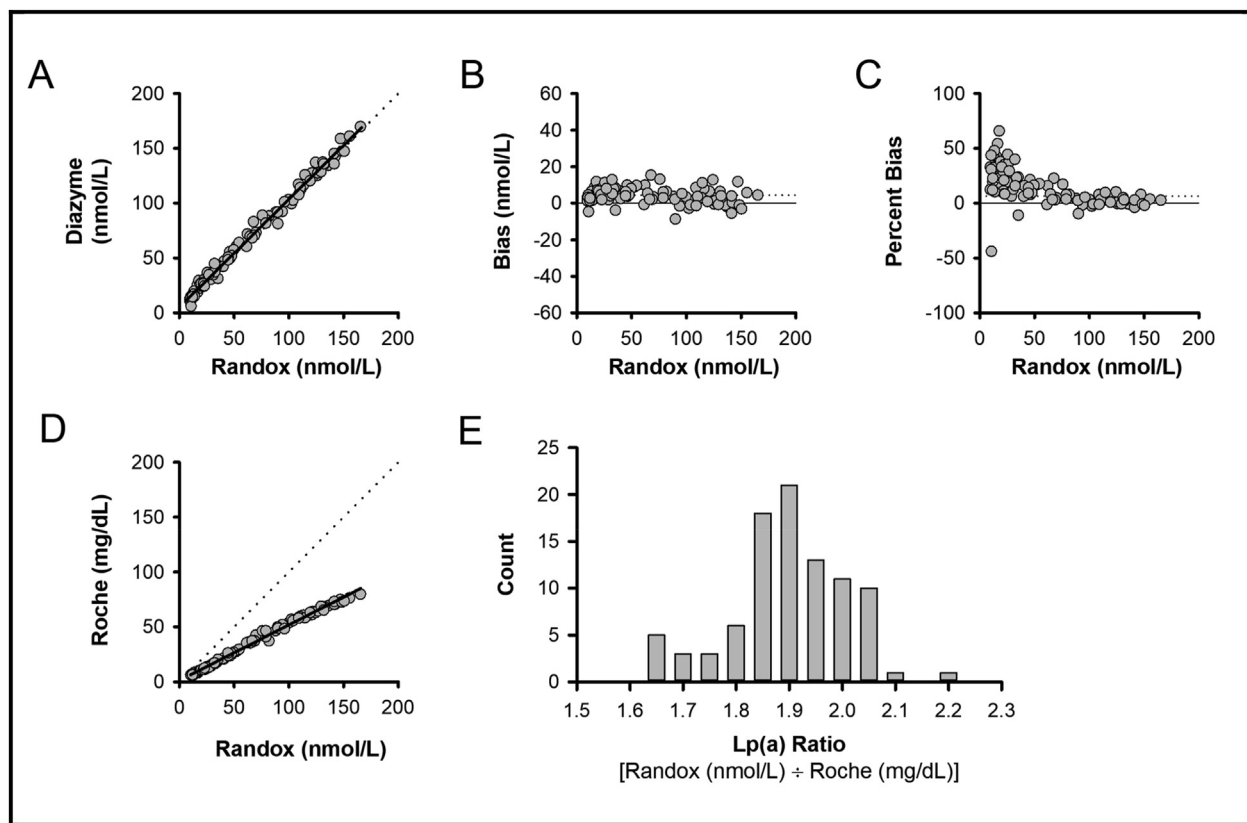 A
200
150
100
50
0
Diazyme
(nmol/L)
0 50 100 150 200
Randox (nmol/L)
B
60
40
20
0
-20
-40
-60
Bias (nmol/L)
0 50 100 150 200
Randox (nmol/L)
C
100
50
0
-50
-100
Percent Bias
0 50 100 150 200
Randox (nmol/L)
D
200
150
100
50
0
Roche (mg/dL)
0 50 100 150 200
Randox (nmol/L)
E
25
20
15
10
5
0
Count
1.5 1.6 1.7 1.8 1.9 2.0 2.1 2.2 2.3
Lp(a) Ratio
[Randox (nmol/L) ÷ Roche (mg/dL)]